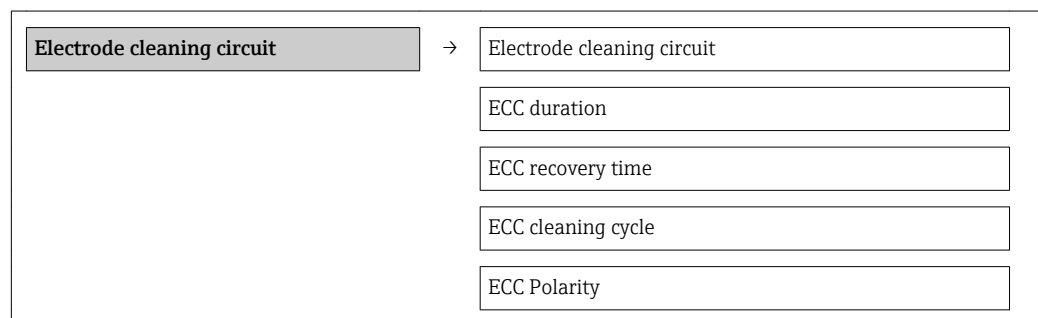 Electrode cleaning circuit → Electrode cleaning circuit
ECC duration
ECC recovery time
ECC cleaning cycle
ECC Polarity